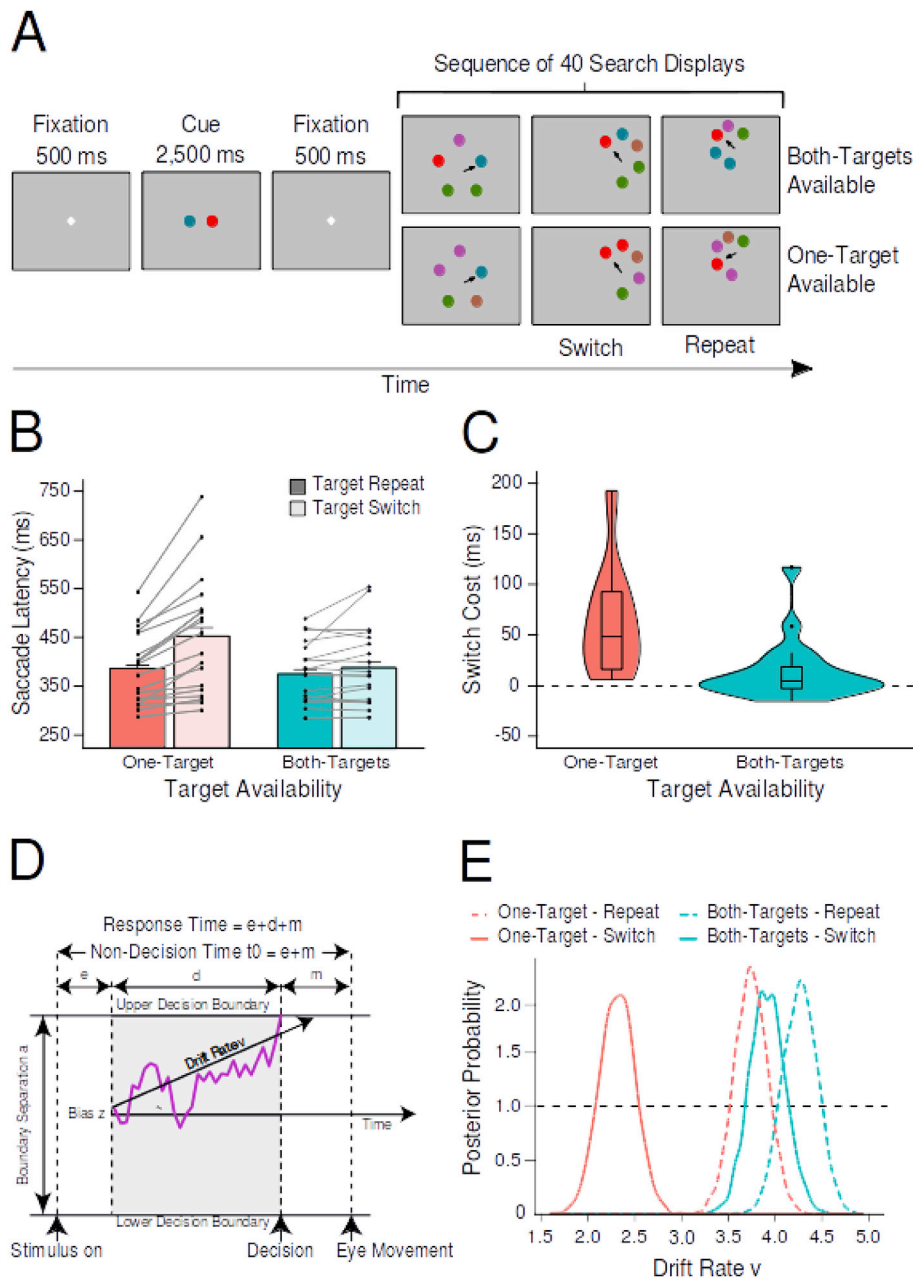 A
Sequence of 40 Search Displays
Fixation
500 ms
Cue
2,500 ms
Fixation
500 ms
Both-Targets
Available
One-Target
Available
Switch
Repeat
Time
B
Target Repeat
Target Switch
Saccade Latency (ms)
750
650
550
450
350
250
One-Target
Both-Targets
Target Availability
C
Switch Cost (ms)
200
150
100
50
0
-50
One-Target
Both-Targets
Target Availability
D
Response Time = e+d+m
Non-Decision Time t0 = e+m
e
d
m
Upper Decision Boundary
Boundary Separation a
Drift Rate v
Bias z
Time
Lower Decision Boundary
Stimulus on
Decision
Eye Movement
E
One-Target - Repeat
Both-Targets - Repeat
One-Target - Switch
Both-Targets - Switch
Posterior Probability
2.0
1.5
1.0
0.5
0
1.5 2.0 2.5 3.0 3.5 4.0 4.5 5.0
Drift Rate v